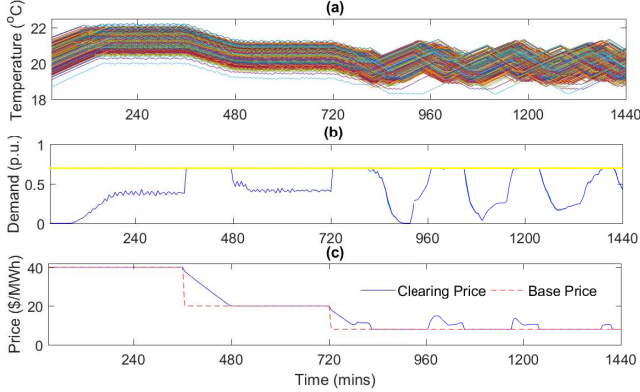 (a)
Temperature (°C)
22
20
18
240 480 720 960 1200 1440
(b)
Demand (p.u.)
1
0.5
0
240 480 720 960 1200 1440
(c)
Price ($/MWh)
40
20
0
Clearing Price Base Price
240 480 720 960 1200 1440
Time (mins)